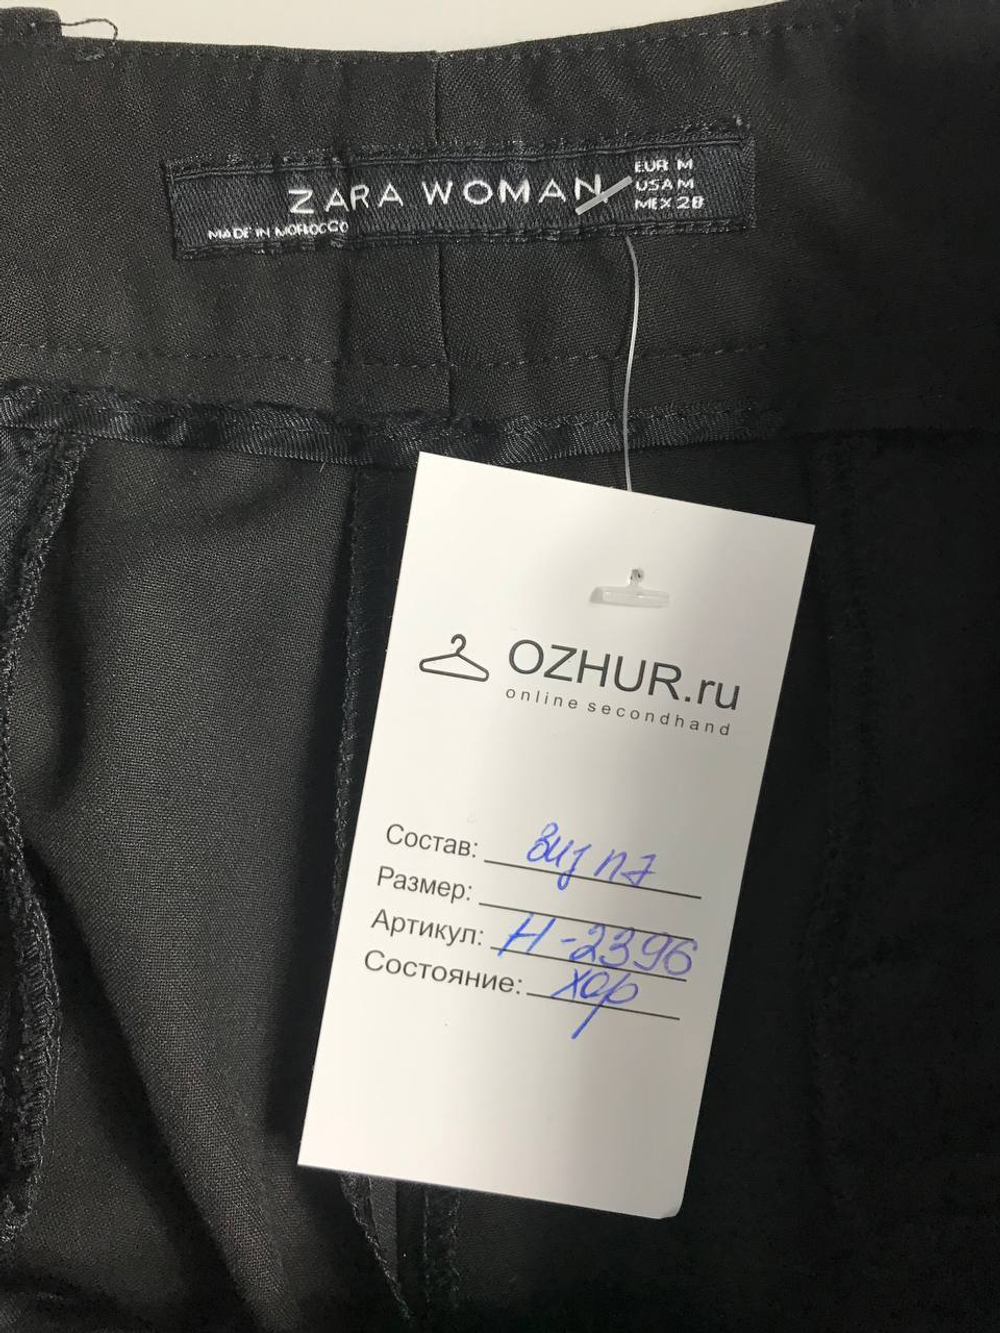 ZARA WOMAN
EUR M
USA M
MEX 28
MADE IN MOROCCO
OZHUR.ru
online secondhand
Состав: виз пэ
Размер:
Артикул: Н-2396
Состояние: хор